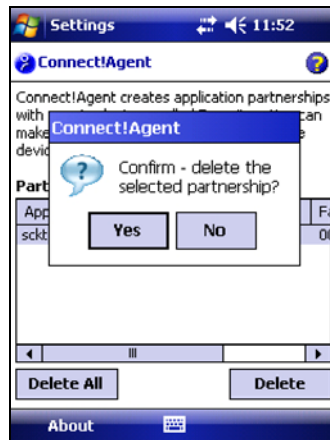 Settings 11:52
Connect!Agent
Connect!Agent creates application partnerships
with can
make e
devic
Connect!Agent
Confirm - delete the
selected partnership?
Yes No
Part
App Fa
sckt 00
Delete All Delete
About